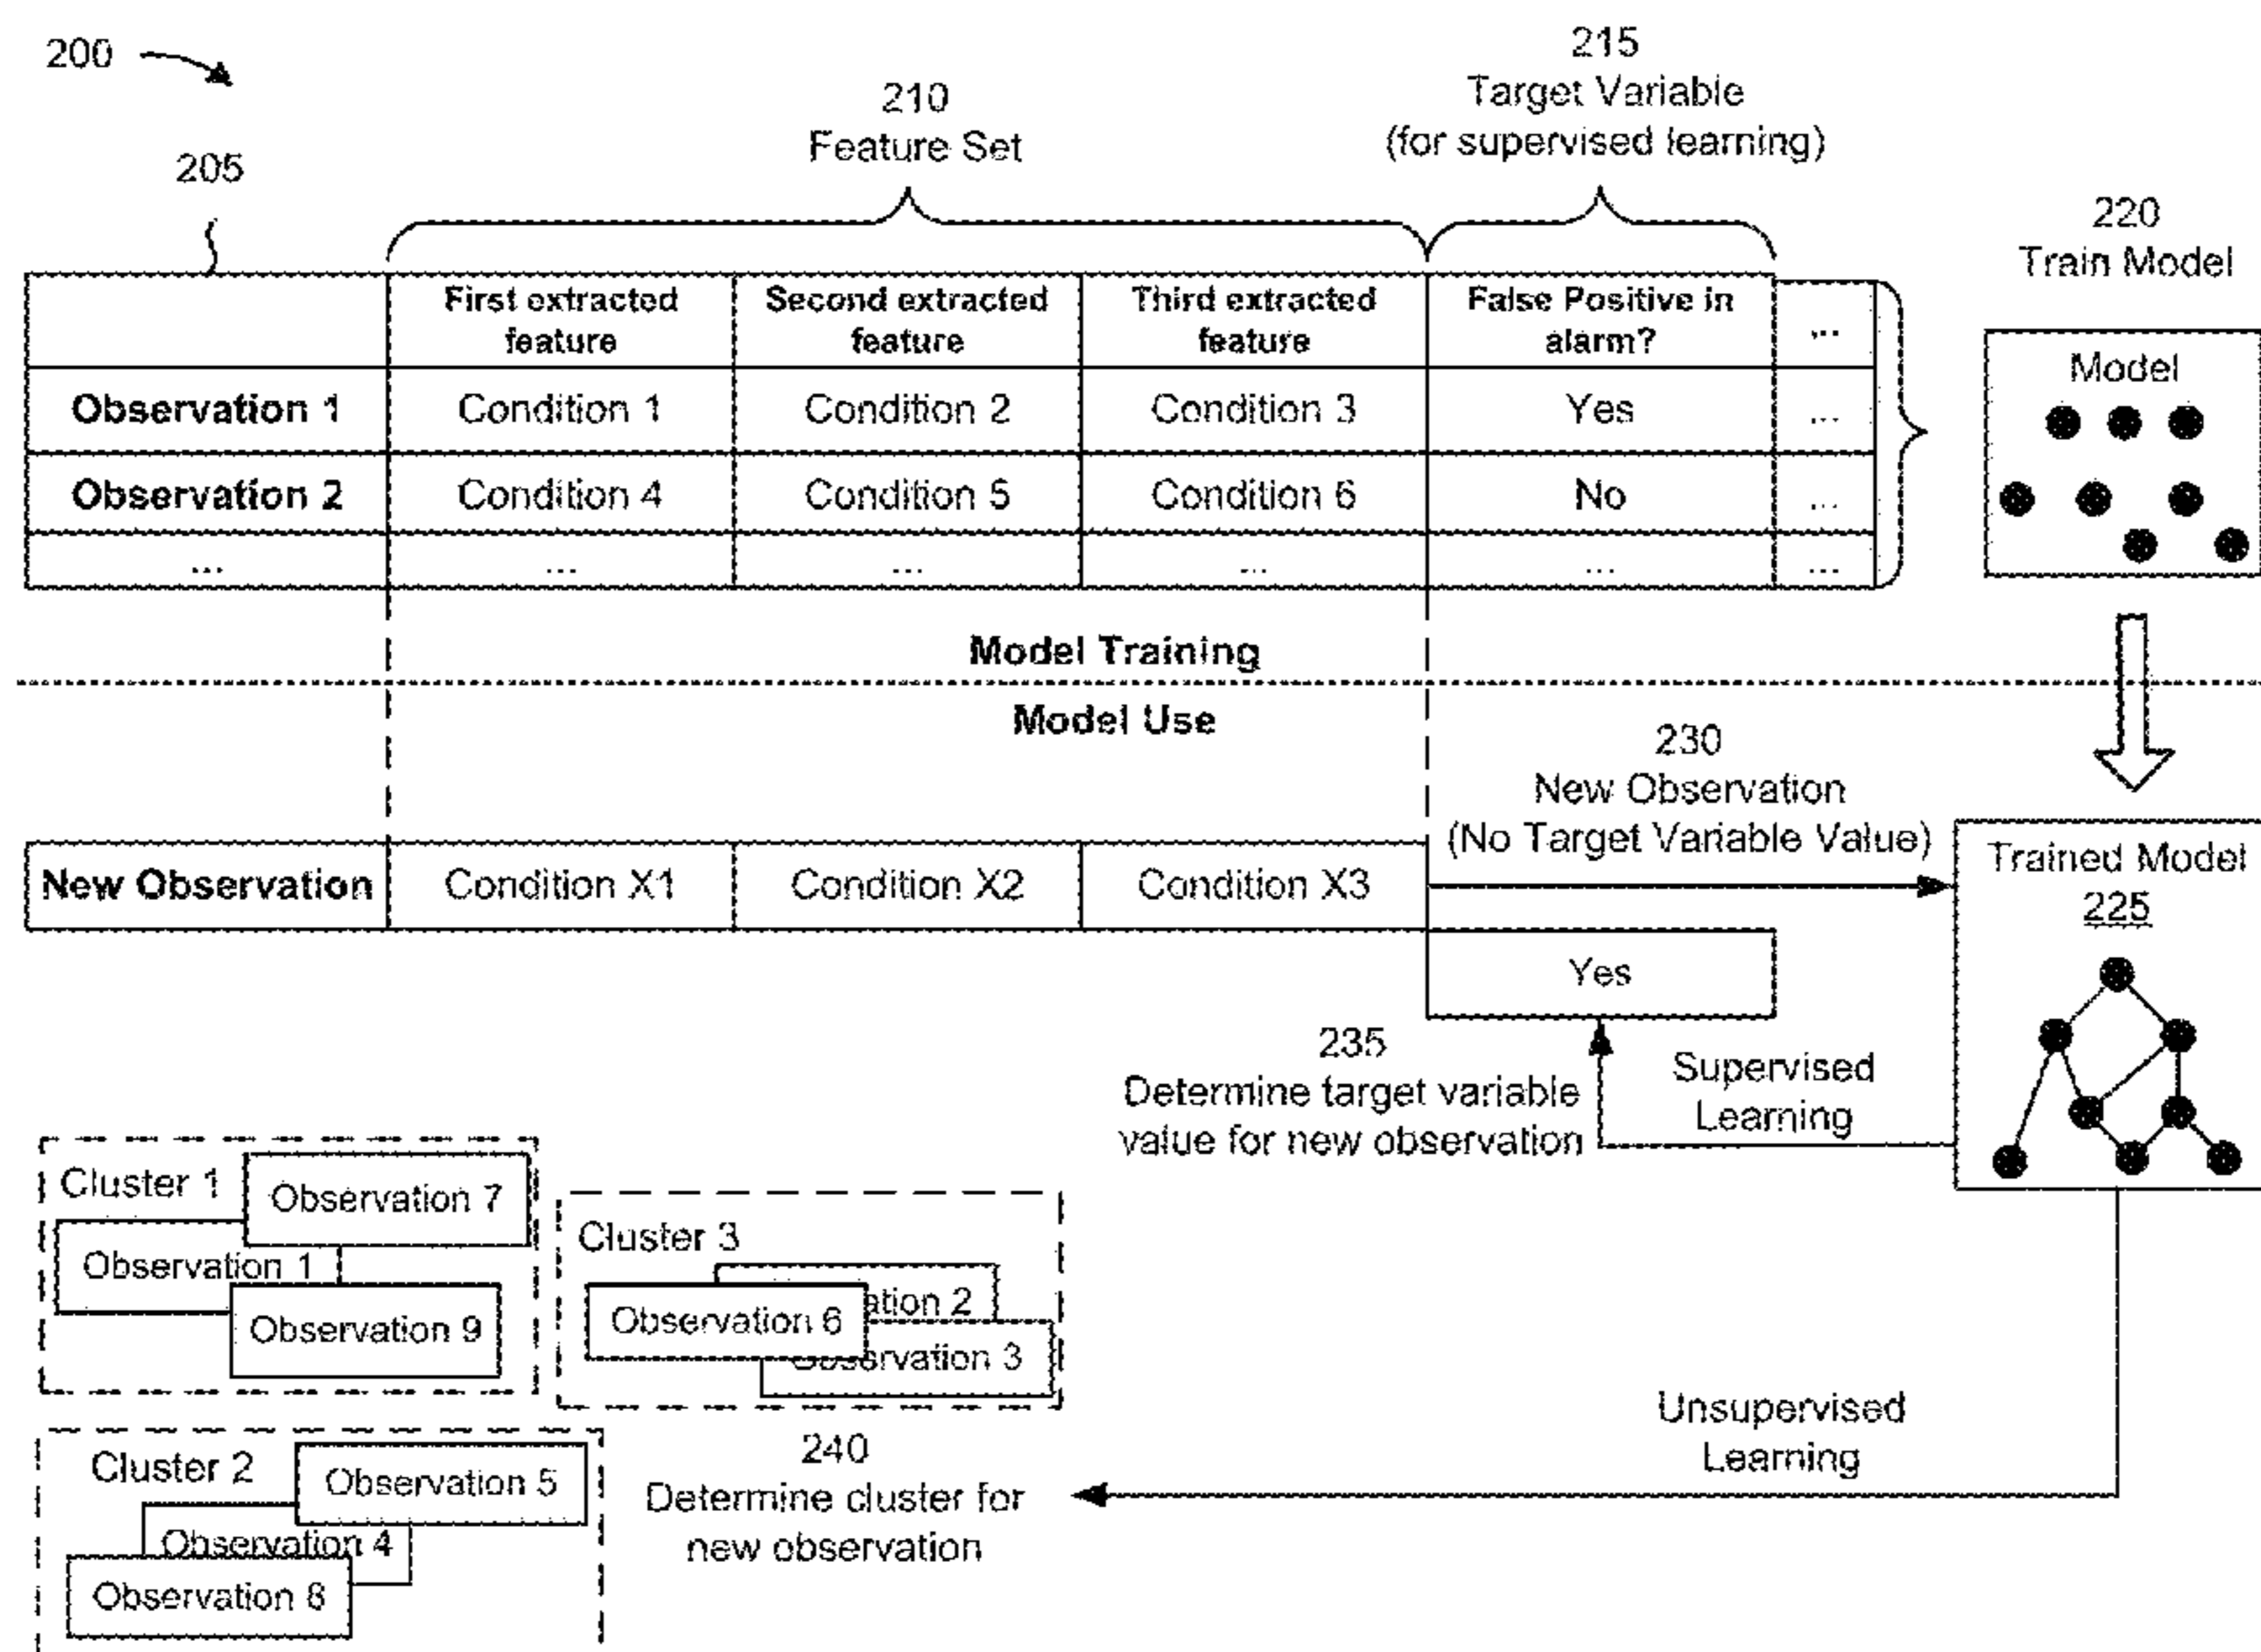 200
215
Target Variable
(for supervised learning)
210
Feature Set
205
220
Train Model
First extracted feature
Second extracted feature
Third extracted feature
False Positive in alarm?
...
Observation 1
Condition 1
Condition 2
Condition 3
Yes
...
Observation 2
Condition 4
Condition 5
Condition 6
No
...
...
...
...
...
...
...
Model
Model Training
Model Use
230
New Observation
(No Target Variable Value)
New Observation
Condition X1
Condition X2
Condition X3
Trained Model
225
Yes
235
Determine target variable
value for new observation
Supervised
Learning
Cluster 1
Observation 7
Observation 1
Observation 9
Cluster 3
ation 2
Observation 6
Observation 3
Unsupervised
Learning
Cluster 2
Observation 5
Observation 4
Observation 8
240
Determine cluster for
new observation